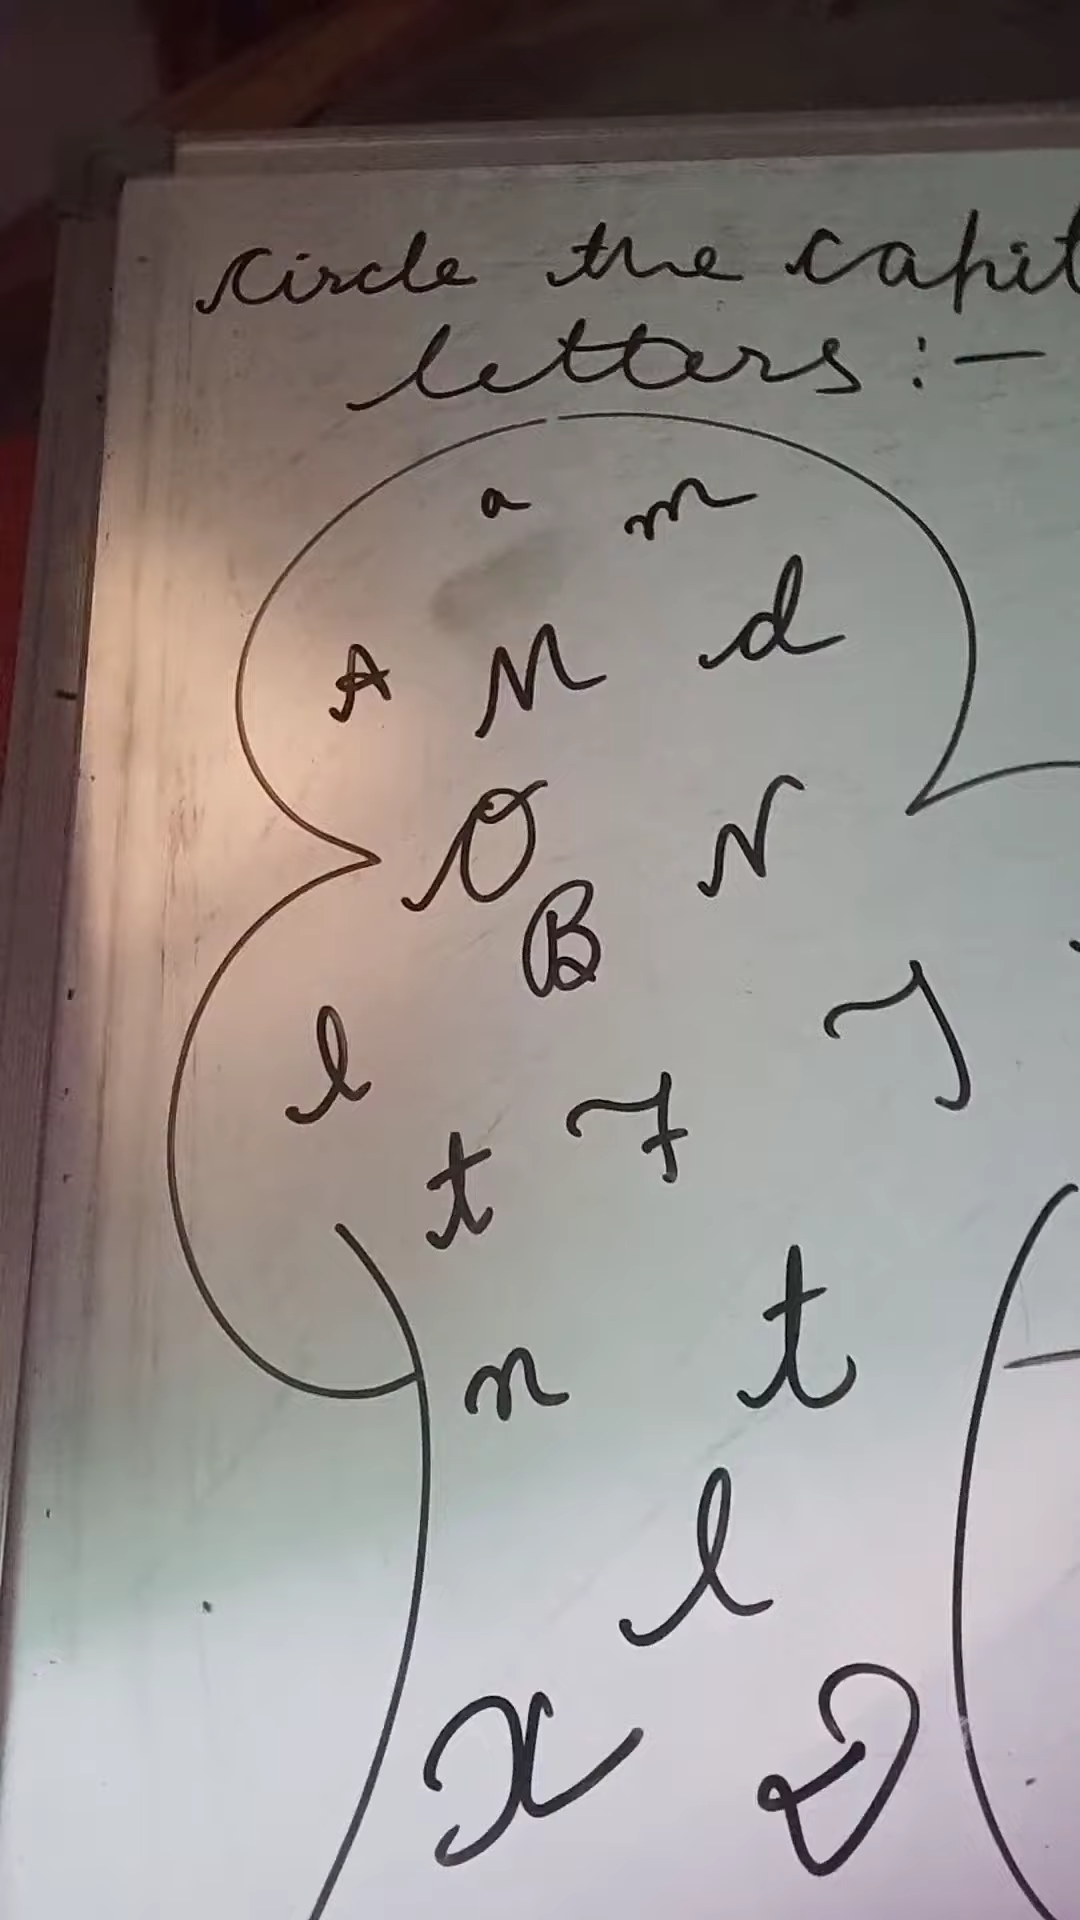 Circle the capit
letters :-
a m
A M d
O N
B
l T
t F
n t
l
X Q